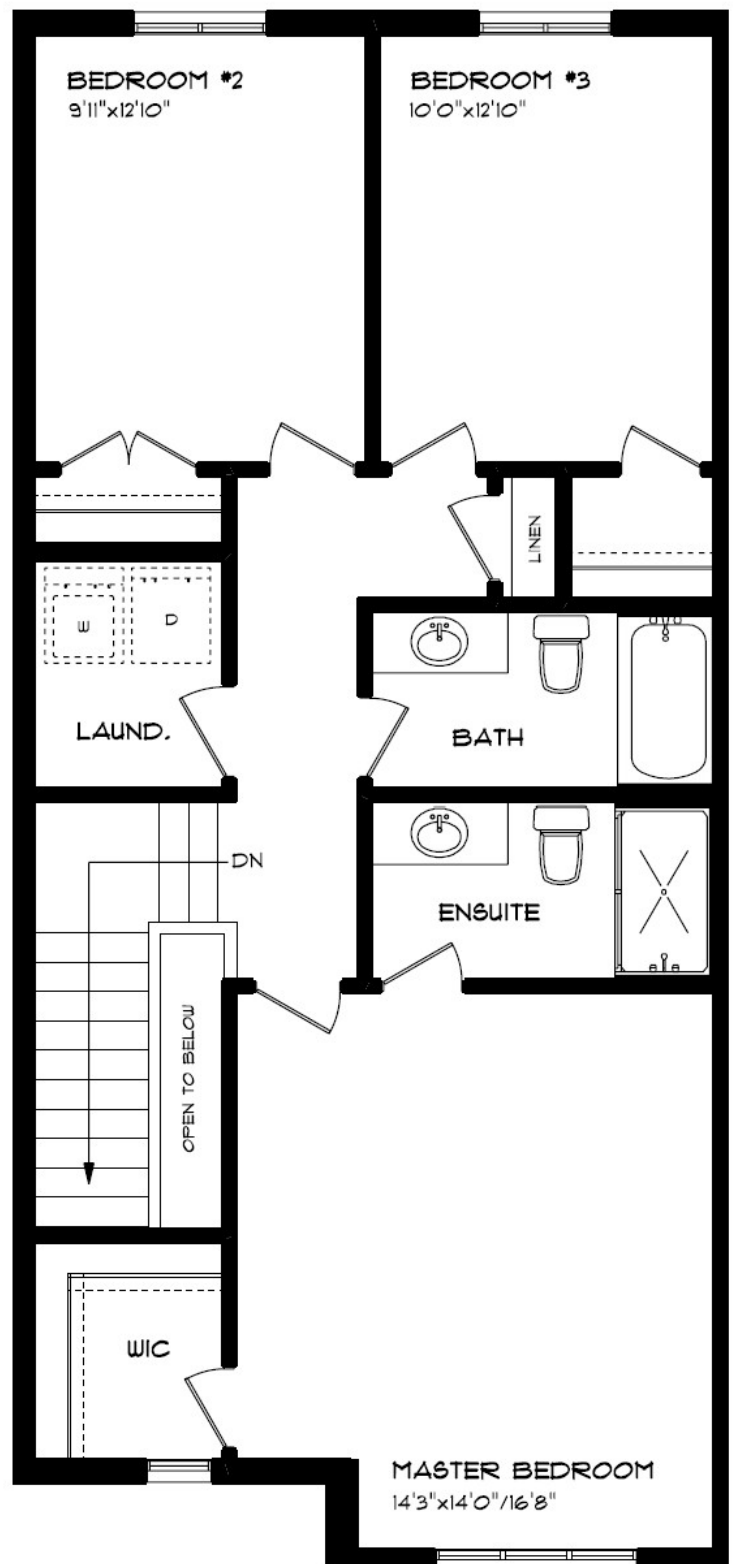 BEDROOM #2
9'11"x12'10"
BEDROOM #3
10'0"x12'10"
LINEN
W
D
LAUND.
BATH
DN
ENSUITE
OPEN TO BELOW
WIC
MASTER BEDROOM
14'3"x14'0"/16'8"